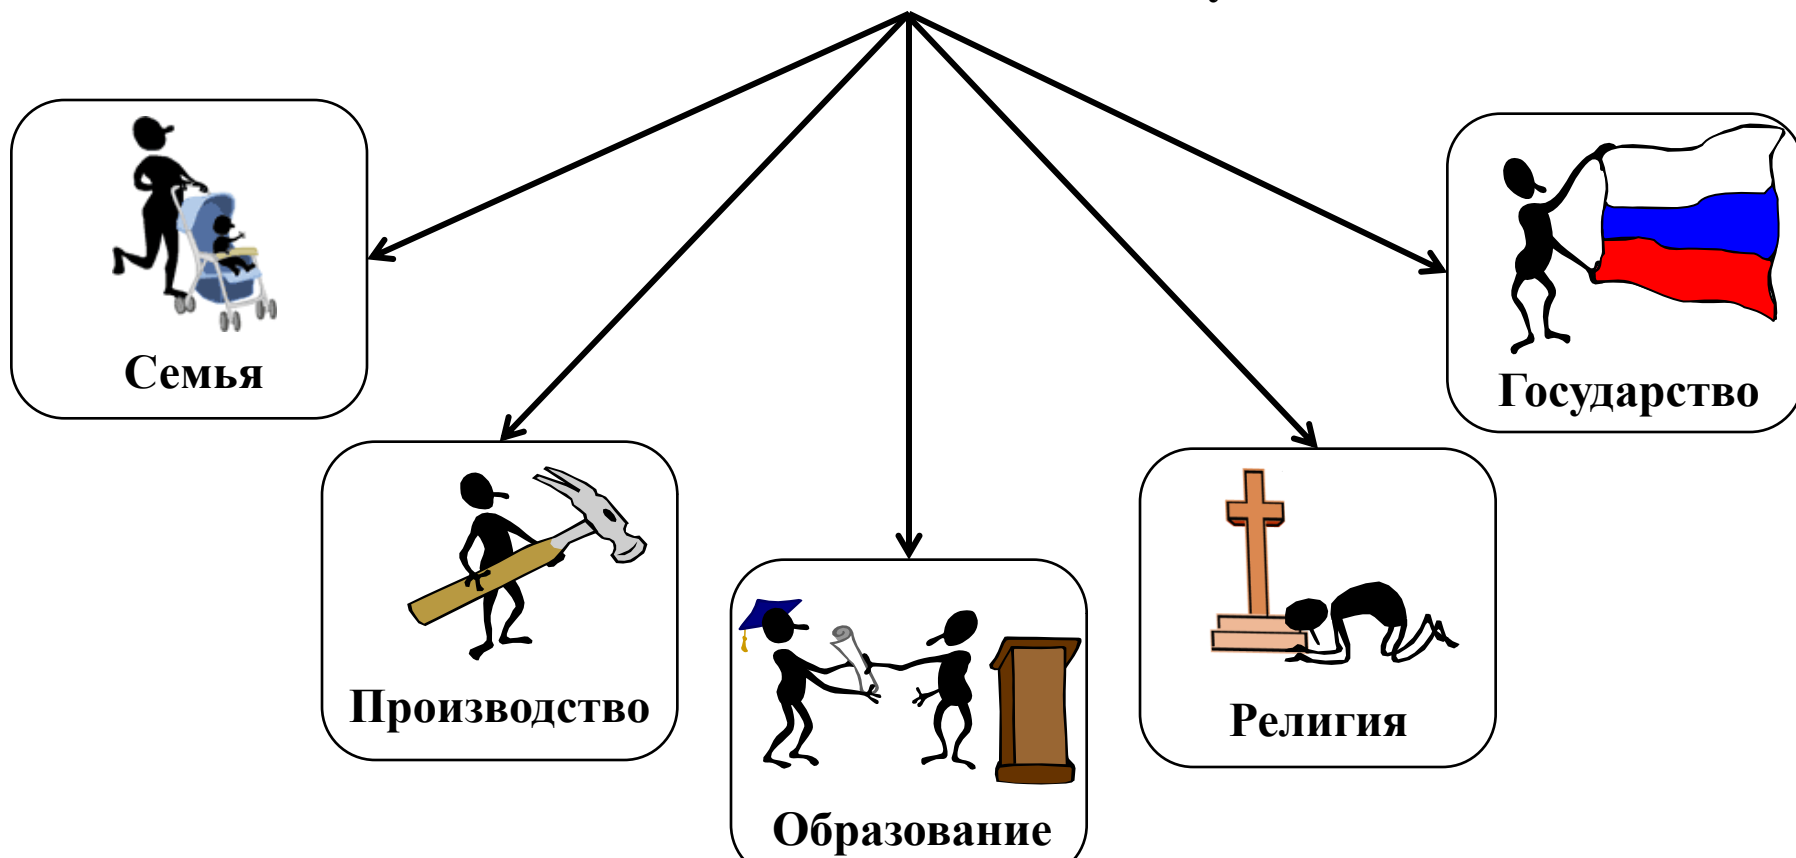 Семья
Государство
Производство
Религия
Образование